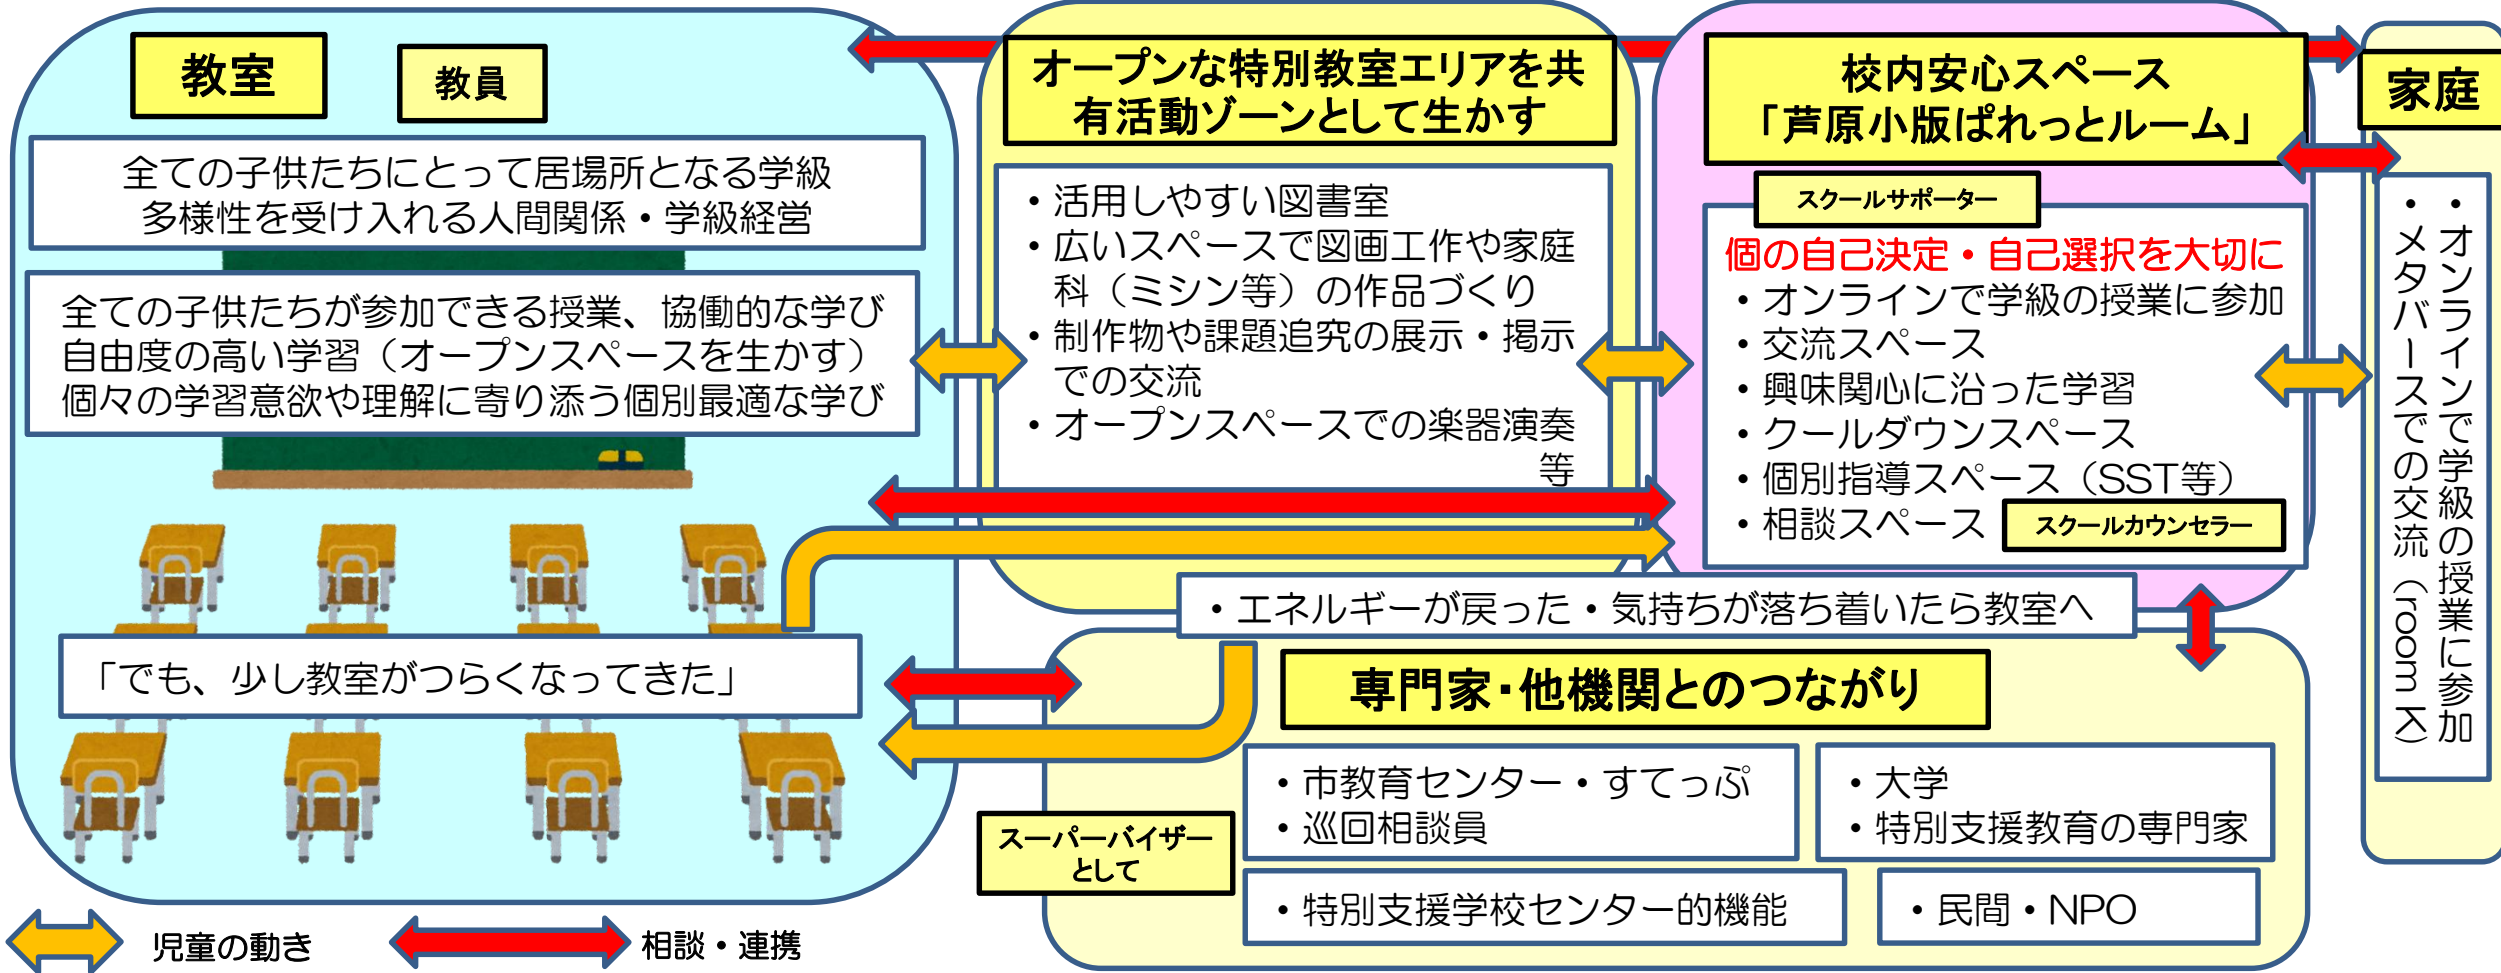 教室
教員
全ての子供たちにとって居場所となる学級
多様性を受け入れる人間関係・学級経営
全ての子供たちが参加できる授業、協働的な学び
自由度の高い学習（オープンスペースを生かす）
個々の学習意欲や理解に寄り添う個別最適な学び
「でも、少し教室がつらくなってきた」
オープンな特別教室エリアを共
有活動ゾーンとして生かす
・活用しやすい図書室
・広いスペースで図画工作や家庭
科（ミシン等）の作品づくり
・制作物や課題追究の展示・掲示
での交流
・オープンスペースでの楽器演奏
等
校内安心スペース
「芦原小版ぱれっとルーム」
スクールサポーター
個の自己決定・自己選択を大切に
・オンラインで学級の授業に参加
・交流スペース
・興味関心に沿った学習
・クールダウンスペース
・個別指導スペース（SST等）
・相談スペース
スクールカウンセラー
家庭
・オンラインで学級の授業に参加
・メタバースでの交流（room K）
・エネルギーが戻った・気持ちが落ち着いたら教室へ
専門家・他機関とのつながり
・市教育センター・すてっぷ
・巡回相談員
・大学
・特別支援教育の専門家
スーパーバイザー
として
・特別支援学校センター的機能
・民間・NPO
児童の動き
相談・連携